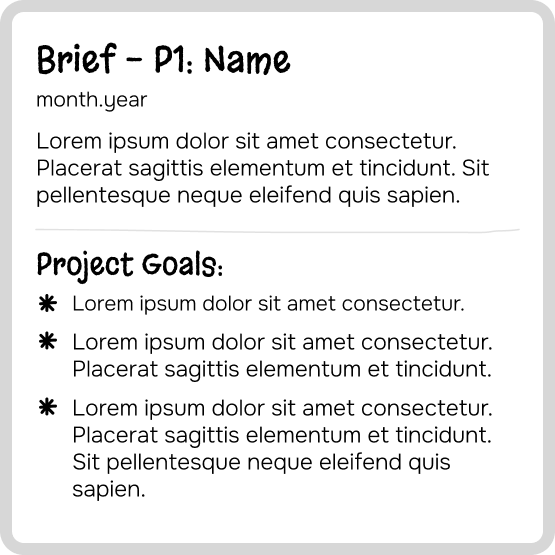 Brief - P1: Name
month.year
Lorem ipsum dolor sit amet consectetur.
Placerat sagittis elementum et tincidunt. Sit
pellentesque neque eleifend quis sapien.
Project Goals:
Lorem ipsum dolor sit amet consectetur.
Lorem ipsum dolor sit amet consectetur.
Placerat sagittis elementum et tincidunt.
Lorem ipsum dolor sit amet consectetur.
Placerat sagittis elementum et tincidunt.
Sit pellentesque neque eleifend quis
sapien.